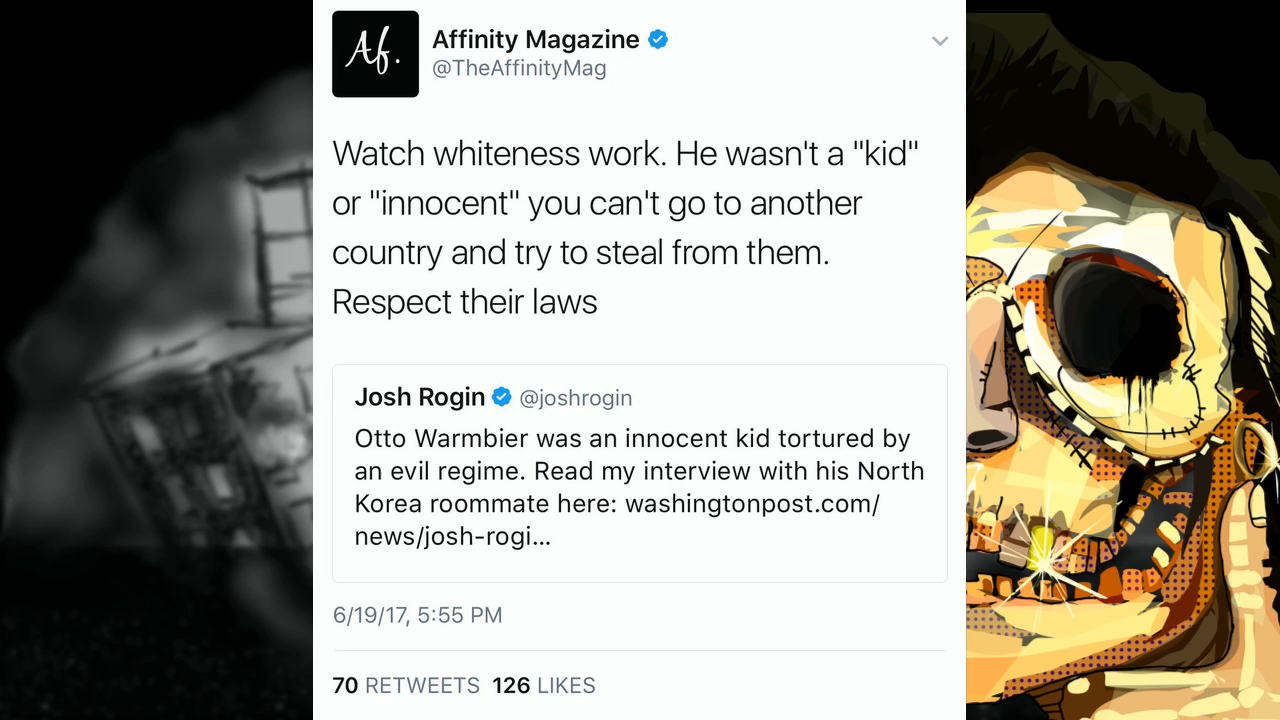 Af.
Affinity Magazine
@TheAffinityMag
Watch whiteness work. He wasn't a "kid"
or "innocent" you can't go to another
country and try to steal from them.
Respect their laws
Josh Rogin @joshrogin
Otto Warmbier was an innocent kid tortured by
an evil regime. Read my interview with his North
Korea roommate here: washingtonpost.com/
news/josh-rogi...
6/19/17, 5:55 PM
70 RETWEETS 126 LIKES